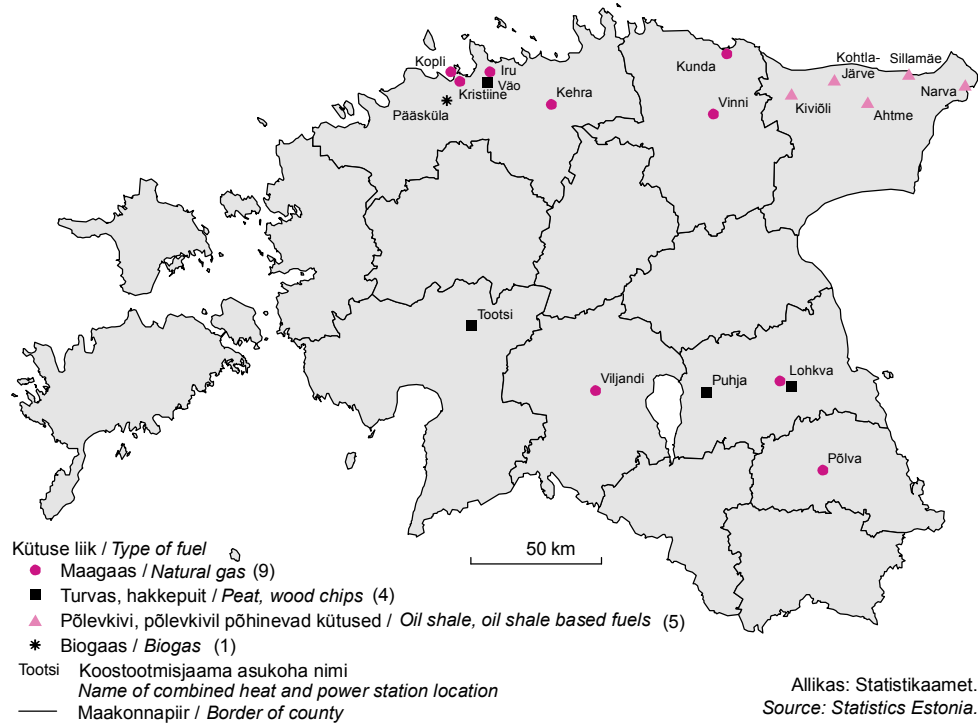 Kopli
Iru
Väo
Kristiine
Pääsküla
Kehra
Kunda
Vinni
Kohtla-
Järve
Sillamäe
Narva
Kiviõli
Ahtme
Tootsi
Viljandi
Puhja
Lohkva
Põlva
50 km
Kütuse liik / Type of fuel
Maagaas / Natural gas (9)
Turvas, hakkepuit / Peat, wood chips (4)
Põlevkivi, põlevkivil põhinevad kütused / Oil shale, oil shale based fuels (5)
Biogaas / Biogas (1)
Tootsi Koostootmisjaama asukoha nimi
Name of combined heat and power station location
Maakonnapiir / Border of county
Allikas: Statistikaamet.
Source: Statistics Estonia.